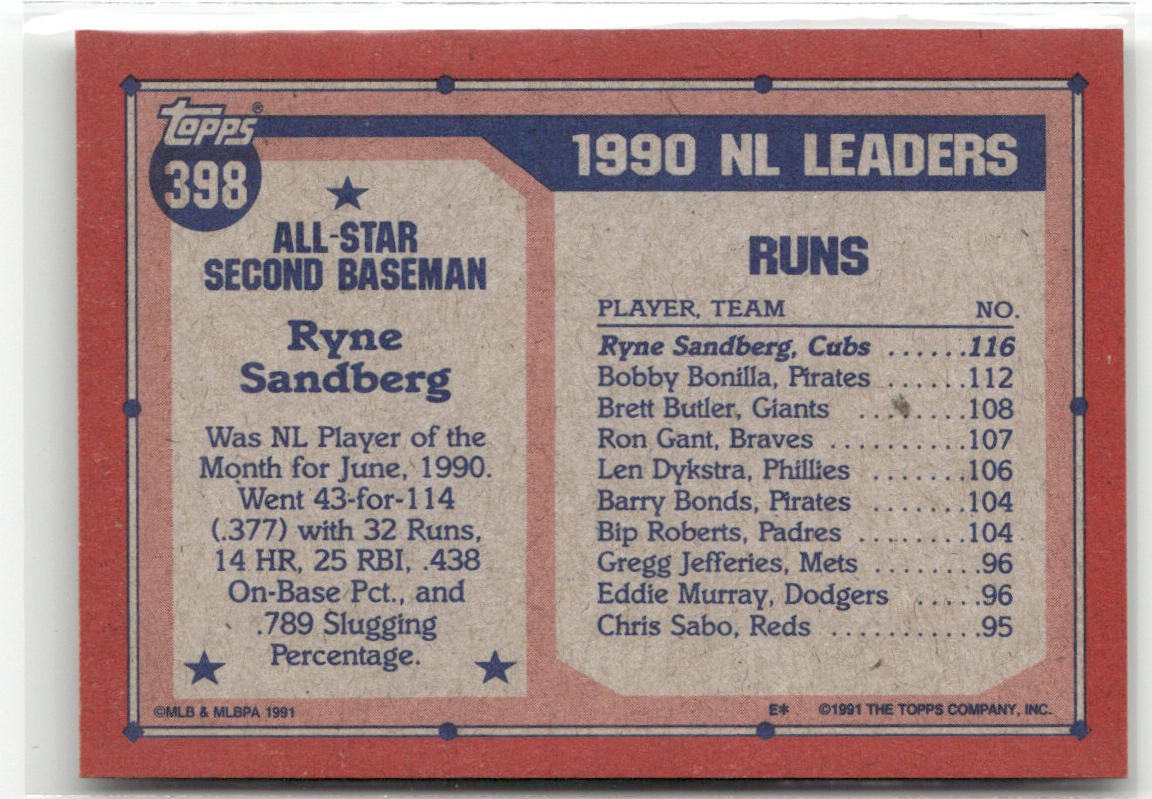 Topps®
398
ALL-STAR
SECOND BASEMAN
Ryne
Sandberg
Was NL Player of the
Month for June, 1990.
Went 43-for-114
(.377) with 32 Runs,
14 HR, 25 RBI, .438
On-Base Pct., and
.789 Slugging
Percentage.
1990 NL LEADERS
RUNS
PLAYER, TEAM NO.
Ryne Sandberg, Cubs ......116
Bobby Bonilla, Pirates ......112
Brett Butler, Giants ........108
Ron Gant, Braves ..........107
Len Dykstra, Phillies ........106
Barry Bonds, Pirates .......104
Bip Roberts, Padres ........104
Gregg Jefferies, Mets ........96
Eddie Murray, Dodgers .....96
Chris Sabo, Reds ...........95
©MLB & MLBPA 1991
E* ©1991 THE TOPPS COMPANY, INC.